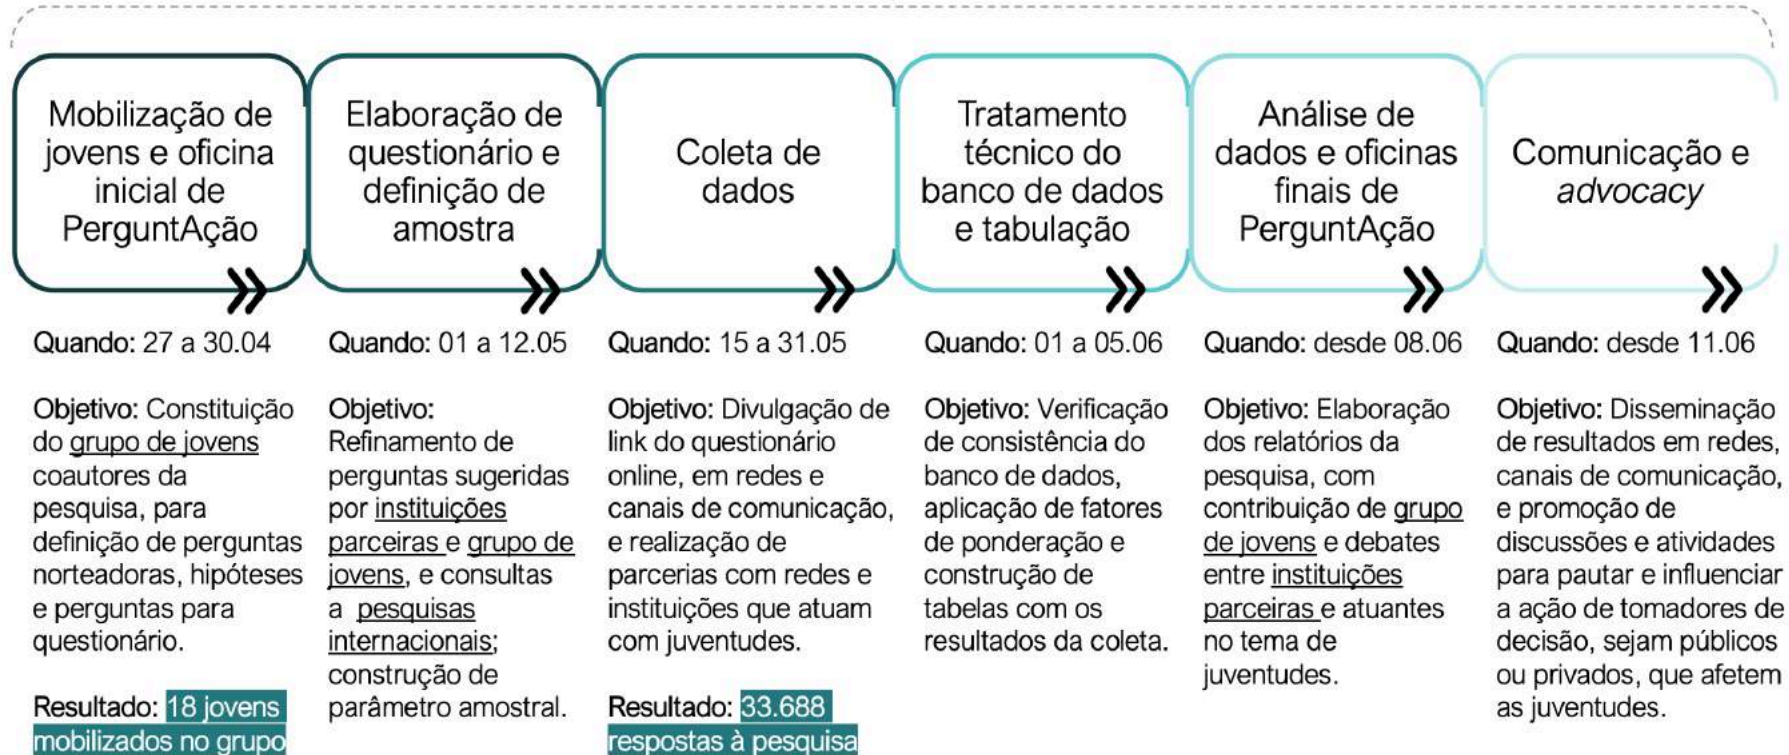 Mobilização de
jovens e oficina
inicial de
PerguntAção
Elaboração de
questionário e
definição de
amostra
Coleta de
dados
Tratamento
técnico do
banco de dados
e tabulação
Análise de
dados e oficinas
finais de
PerguntAção
Comunicação e
advocacy
Quando: 27 a 30.04
Objetivo: Constituição
do grupo de jovens
coautores da
pesquisa, para
definição de perguntas
norteadoras, hipóteses
e perguntas para
questionário.
Resultado: 18 jovens
mobilizados no grupo
Quando: 01 a 12.05
Objetivo:
Refinamento de
perguntas sugeridas
por instituições
parceiras e grupo de
jovens, e consultas
a pesquisas
internacionais;
construção de
parâmetro amostral.
Quando: 15 a 31.05
Objetivo: Divulgação de
link do questionário
online, em redes e
canais de comunicação,
e realização de
parcerias com redes e
instituições que atuam
com juventudes.
Resultado: 33.688
respostas à pesquisa
Quando: 01 a 05.06
Objetivo: Verificação
de consistência do
banco de dados,
aplicação de fatores
de ponderação e
construção de
tabelas com os
resultados da coleta.
Quando: desde 08.06
Objetivo: Elaboração
dos relatórios da
pesquisa, com
contribuição de grupo
de jovens e debates
entre instituições
parceiras e atuantes
no tema de
juventudes.
Quando: desde 11.06
Objetivo: Disseminação
de resultados em redes,
canais de comunicação,
e promoção de
discussões e atividades
para pautar e influenciar
a ação de tomadores de
decisão, sejam públicos
ou privados, que afetem
as juventudes.